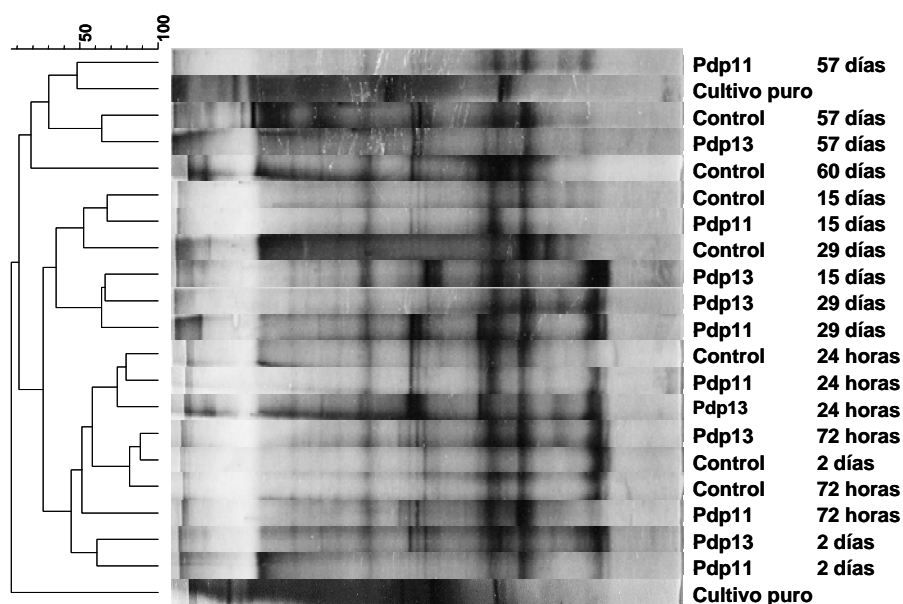 50
100
Pdp11 57 días
Cultivo puro
Control 57 días
Pdp13 57 días
Control 60 días
Control 15 días
Pdp11 15 días
Control 29 días
Pdp13 15 días
Pdp13 29 días
Pdp11 29 días
Control 24 horas
Pdp11 24 horas
Pdp13 24 horas
Pdp13 72 horas
Control 2 días
Control 72 horas
Pdp11 72 horas
Pdp13 2 días
Pdp11 2 días
Cultivo puro